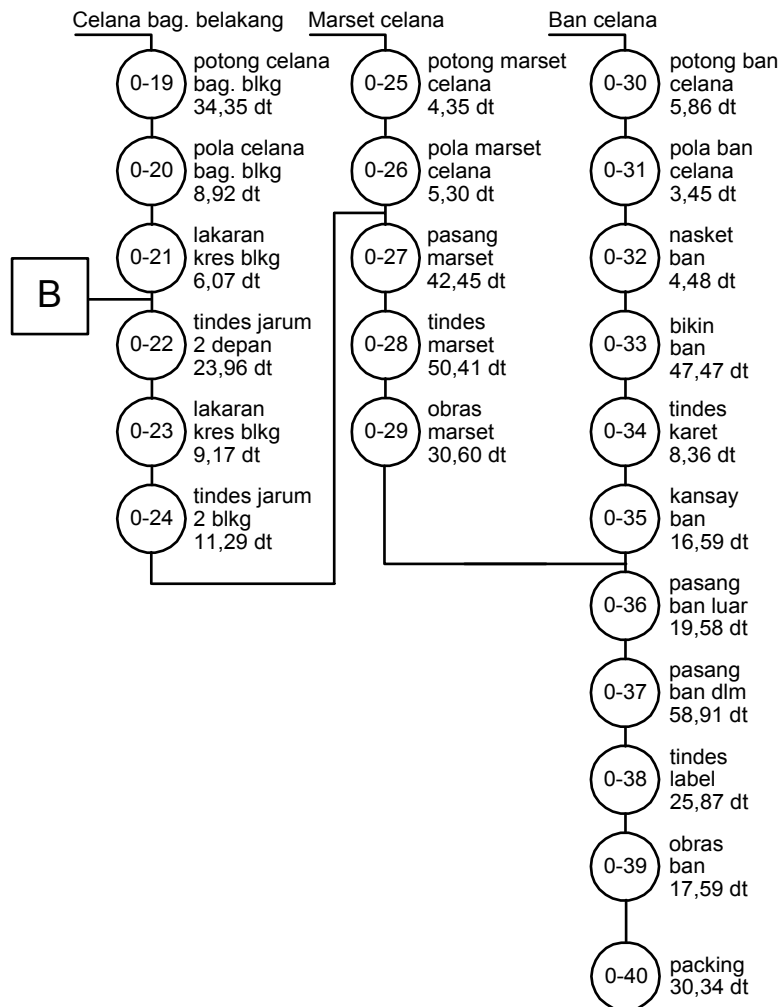 Celana bag. belakang
0-19
potong celana
bag. blkg
34,35 dt
0-20
pola celana
bag. blkg
8,92 dt
0-21
lakaran
kres blkg
6,07 dt
B
0-22
tindes jarum
2 depan
23,96 dt
0-23
lakaran
kres blkg
9,17 dt
0-24
tindes jarum
2 blkg
11,29 dt
Marset celana
0-25
potong marset
celana
4,35 dt
0-26
pola marset
celana
5,30 dt
0-27
pasang
marset
42,45 dt
0-28
tindes
marset
50,41 dt
0-29
obras
marset
30,60 dt
Ban celana
0-30
potong ban
celana
5,86 dt
0-31
pola ban
celana
3,45 dt
0-32
nasket
ban
4,48 dt
0-33
bikin
ban
47,47 dt
0-34
tindes
karet
8,36 dt
0-35
kansay
ban
16,59 dt
0-36
pasang
ban luar
19,58 dt
0-37
pasang
ban dlm
58,91 dt
0-38
tindes
label
25,87 dt
0-39
obras
ban
17,59 dt
0-40
packing
30,34 dt